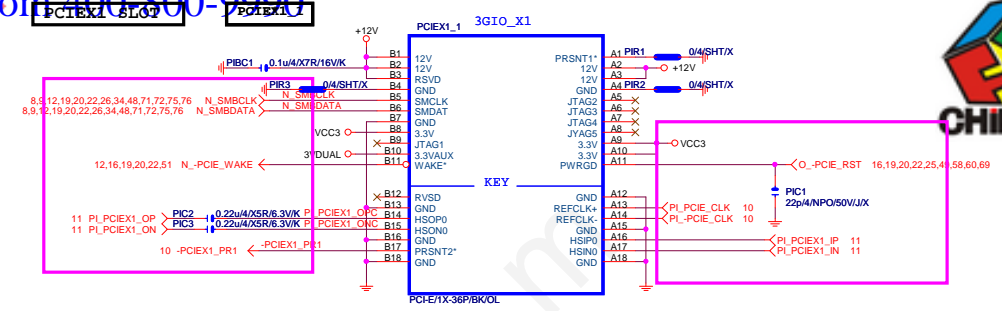 om 400-800-9990
PCIEX1 SLOT
PCIEX1 1
3GIO_X1
PCIEX1_1
+12V
PIBC1 0.1u/4/X7R/16V/K
B1 12V
B2 12V
B3 RSVD
B4 GND
B5 SMCLK
B6 SMDAT
B7 GND
B8 3.3V
B9 JTAG1
B10 3.3VAUX
B11 WAKE*
B12 RVSD
B13 GND
B14 HSOP0
B15 HSON0
B16 GND
B17 PRSNT2*
B18 GND
PIR3 0/4/SHT/X
8,9,12,19,20,22,26,34,48,71,72,75,76 N_SMBCLK N_SMBCLK
8,9,12,19,20,22,26,34,48,71,72,75,76 N_SMBDATA N_SMBDATA
VCC3
3VDUAL
12,16,19,20,22,51 N_-PCIE_WAKE
11 PI_PCIEX1_OP PIC2 0.22u/4/X5R/6.3V/K PI_PCIEX1_OPC
11 PI_PCIEX1_ON PIC3 0.22u/4/X5R/6.3V/K PI_PCIEX1_ONC
10 -PCIEX1_PR1 -PCIEX1_PR1
KEY
PRSNT1* A1 PIR1 0/4/SHT/X
12V A2 +12V
12V A3
GND A4 PIR2 0/4/SHT/X
JTAG2 A5
JTAG3 A6
JTAG4 A7
JYAG5 A8
3.3V A9 VCC3
3.3V A10
PWRGD A11 O_-PCIE_RST 16,19,20,22,25,49,58,60,69
PIC1
22p/4/NPO/50V/J/X
GND A12
REFCLK+ A13 PI_PCIE_CLK 10
REFCLK- A14 PI_-PCIE_CLK 10
GND A15
HSIP0 A16 PI_PCIEX1_IP 11
HSIN0 A17 PI_PCIEX1_IN 11
GND A18
PCI-E/1X-36P/BK/OL